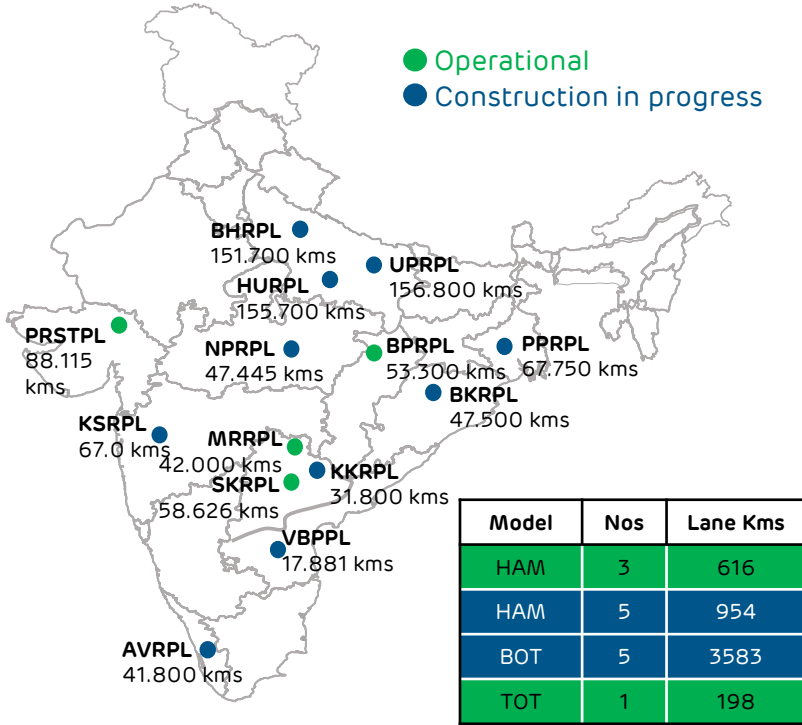 Operational
Construction in progress
BHRPL
151.700 kms
UPRPL
156.800 kms
HURPL
155.700 kms
PRSTPL
88.115
kms
NPRPL
47.445 kms
BPRPL
53.300 kms
PPRPL
67.750 kms
BKRPL
47.500 kms
KSRPL
67.0 kms
MRRPL
42.000 kms
KKRPL
31.800 kms
SKRPL
58.626 kms
VBPPL
17.881 kms
AVRPL
41.800 kms
Model Nos Lane Kms
HAM 3 616
HAM 5 954
BOT 5 3583
TOT 1 198